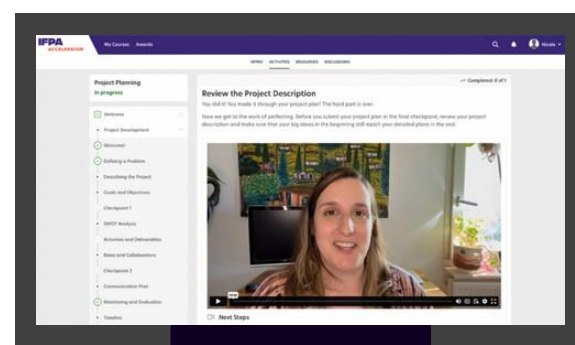 IFPA
ACCELERATOR
My Courses Awards
Nicole
INTRO ACTIVITIES RESOURCES DISCUSSIONS
Project Planning
In progress
Welcome
Project Development
Welcome!
Defining a Problem
Describing the Project
Goals and Objectives
Checkpoint 1
SWOT Analysis
Activities and Deliverables
Roles and Collaborators
Checkpoint 2
Communication Plan
Monitoring and Evaluation
Timeline
Completed: 0 of 1
Review the Project Description
You did it! You made it through your project plan! The hard part is over.
Now we get to the work of perfecting. Before you submit your project plan in the final checkpoint, review your project
description and make sure that your big ideas in the beginning still match your detailed plans in the end.
Next Steps